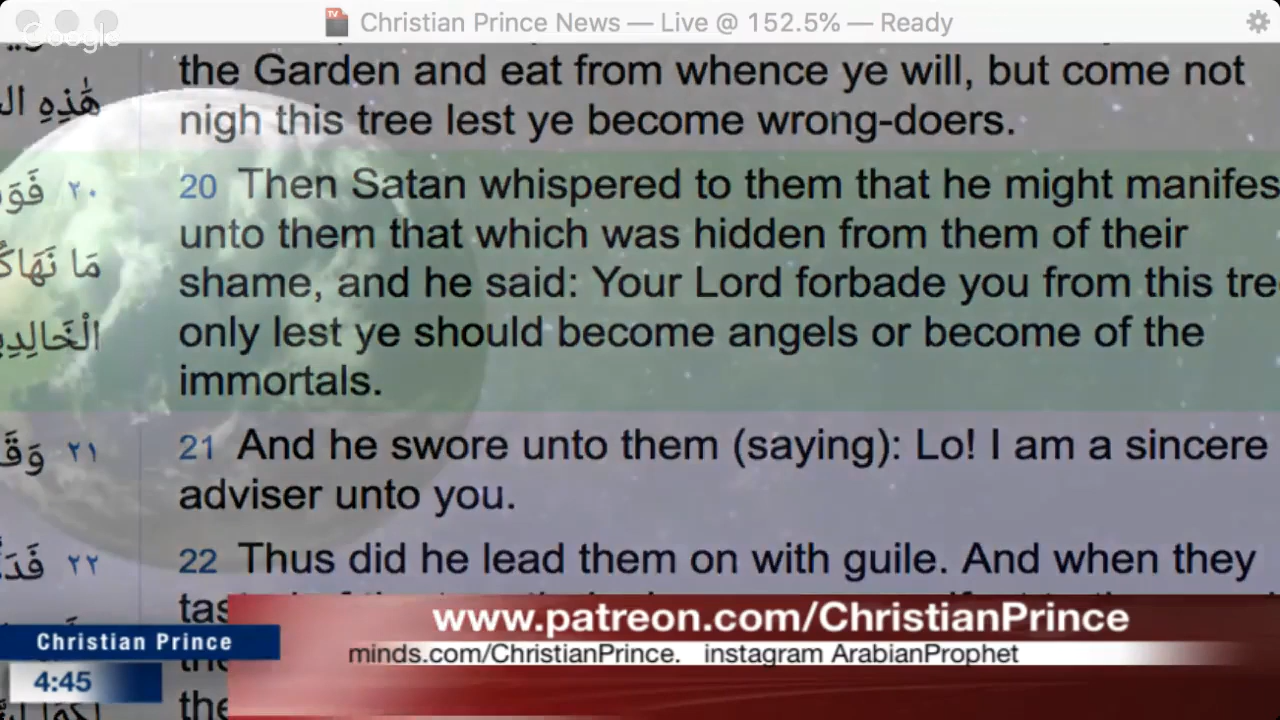 Christian Prince News — Live @ 152.5% — Ready
Google
the Garden and eat from whence ye will, but come not
هَٰذِهِ
nigh this tree lest ye become wrong-doers.
٢٠
20 Then Satan whispered to them that he might manifes
unto them that which was hidden from them of their
مَا نَهَاكُ
shame, and he said: Your Lord forbade you from this tre
only lest ye should become angels or become of the
الْخَالِدِي
immortals.
٢١
21 And he swore unto them (saying): Lo! I am a sincere
adviser unto you.
٢٢
22 Thus did he lead them on with guile. And when they
www.patreon.com/ChristianPrince
Christian Prince
minds.com/ChristianPrince. instagram ArabianProphet
4:45
the